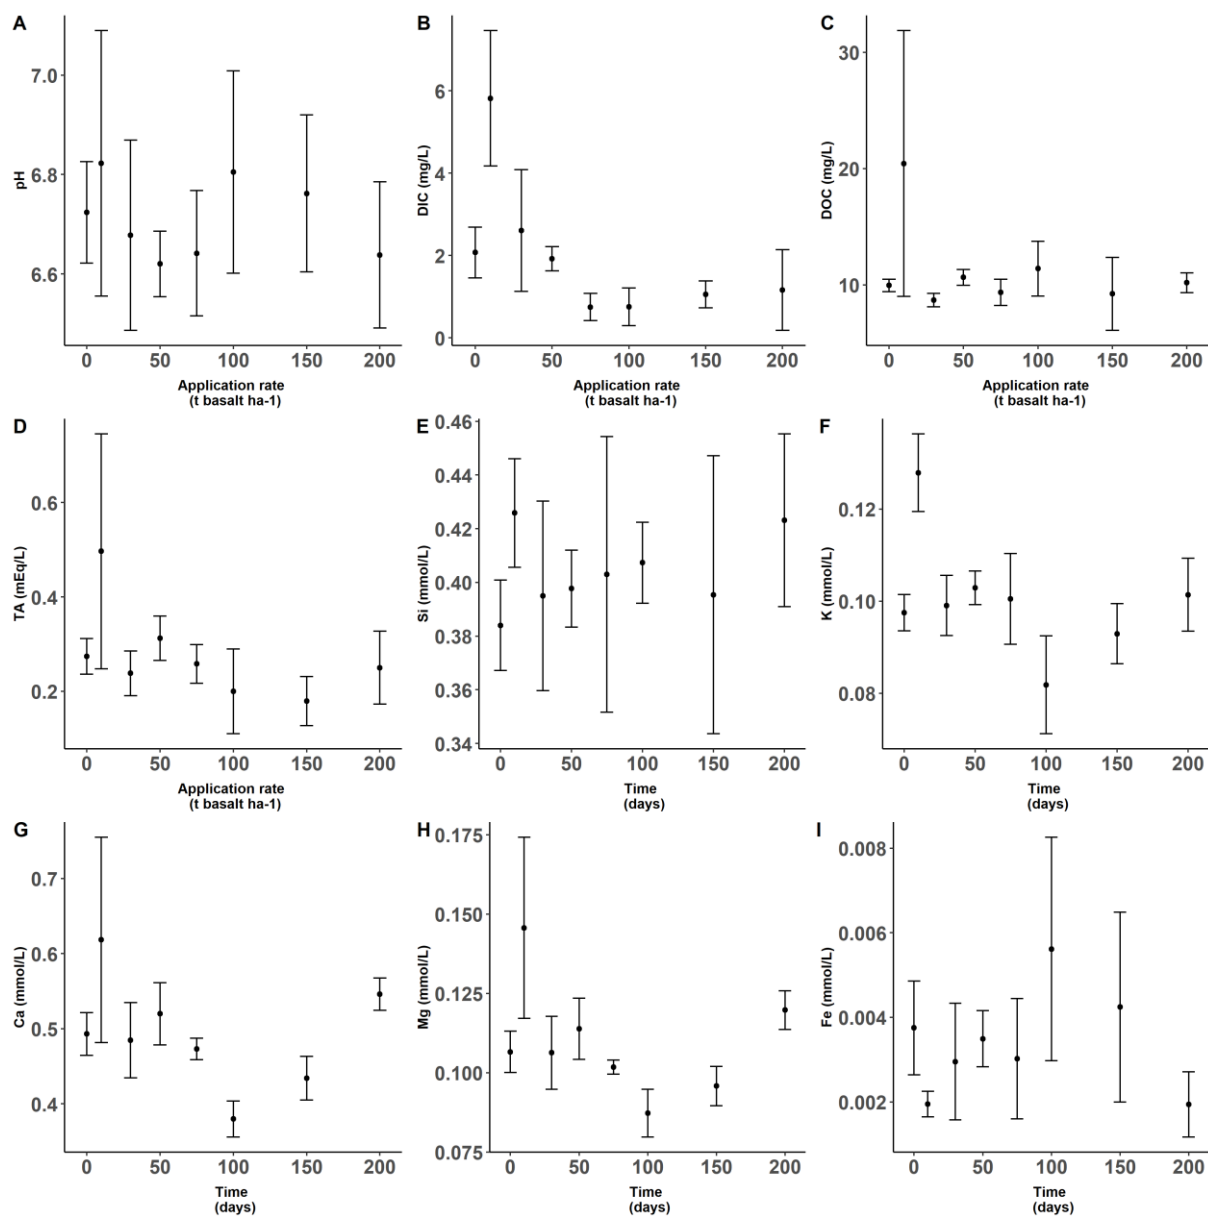 A
pH
7.0
6.8
6.6
0 50 100 150 200
Application rate
(t basalt ha-1)
B
DIC (mg/L)
6
4
2
0
0 50 100 150 200
Application rate
(t basalt ha-1)
C
DOC (mg/L)
30
20
10
0 50 100 150 200
Application rate
(t basalt ha-1)
D
TA (mEq/L)
0.6
0.4
0.2
0 50 100 150 200
Application rate
(t basalt ha-1)
E
Si (mmol/L)
0.46
0.44
0.42
0.40
0.38
0.36
0.34
0 50 100 150 200
Time
(days)
F
K (mmol/L)
0.12
0.10
0.08
0 50 100 150 200
Time
(days)
G
Ca (mmol/L)
0.7
0.6
0.5
0.4
0 50 100 150 200
Time
(days)
H
Mg (mmol/L)
0.175
0.150
0.125
0.100
0.075
0 50 100 150 200
Time
(days)
I
Fe (mmol/L)
0.008
0.006
0.004
0.002
0 50 100 150 200
Time
(days)